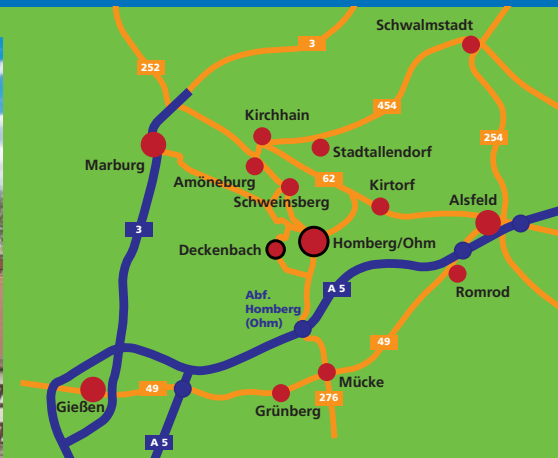 Schwalmstadt
3
252
454
Kirchhain
254
Stadtallendorf
Marburg
Amöneburg
62
Kirtorf
Schweinsberg
Alsfeld
3
Deckenbach
Homberg/Ohm
A 5
Romrod
Abf.
Homberg
(Ohm)
49
Mücke
49
276
Gießen
Grünberg
A 5